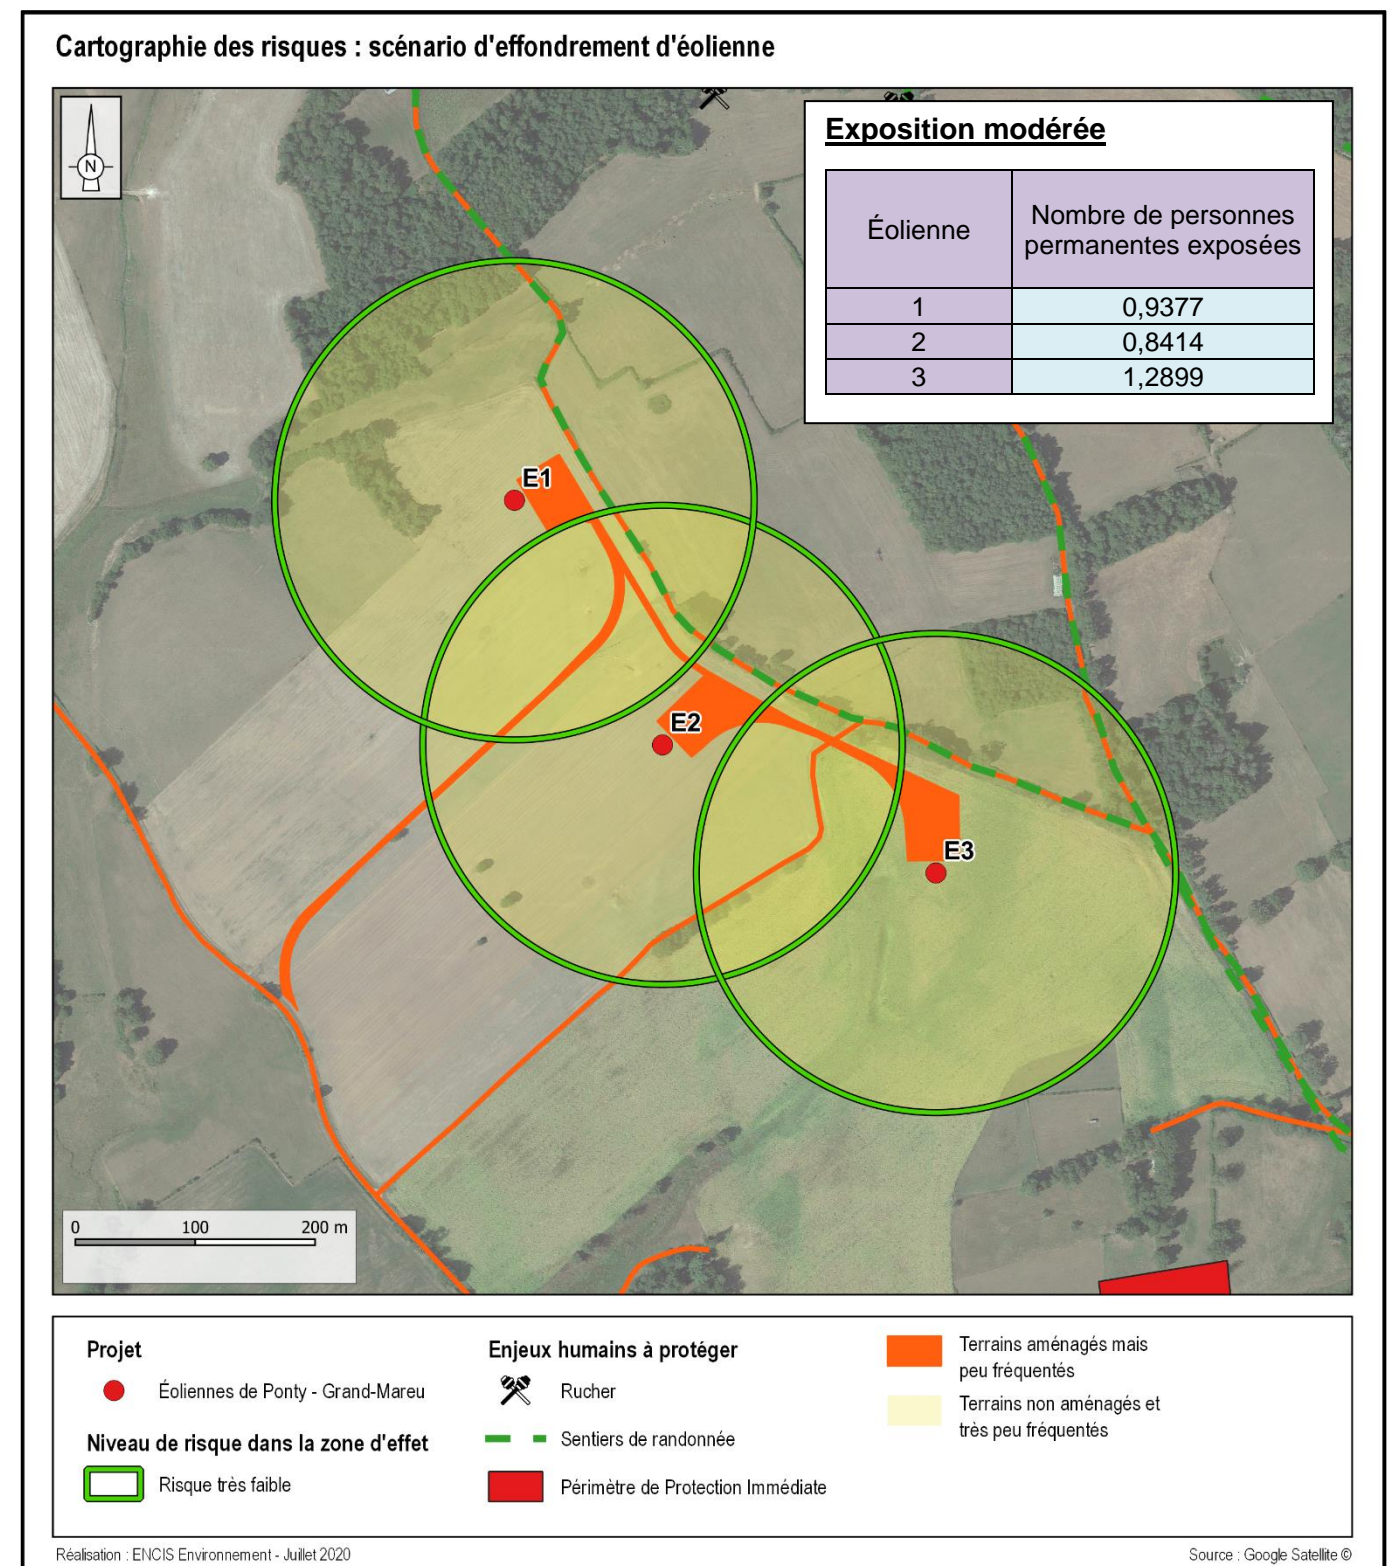 Cartographie des risques : scénario d'effondrement d'éolienne
N
Exposition modérée
Éolienne
Nombre de personnes
permanentes exposées
1 0,9377
2 0,8414
3 1,2899
E1
E2
E3
0 100 200 m
Projet
Éoliennes de Ponty - Grand-Mareu
Niveau de risque dans la zone d'effet
Risque très faible
Enjeux humains à protéger
Rucher
Sentiers de randonnée
Périmètre de Protection Immédiate
Terrains aménagés mais
peu fréquentés
Terrains non aménagés et
très peu fréquentés
Réalisation : ENCIS Environnement - Juillet 2020
Source : Google Satellite ©